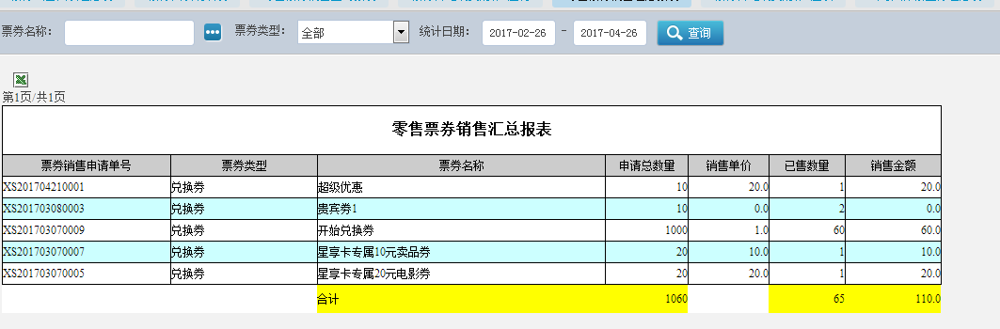 票券名称： 票券类型： 全部 统计日期： 2017-02-26 - 2017-04-26 查询
第1页/共1页
零售票券销售汇总报表
票券销售申请单号 票券类型 票券名称 申请总数量 销售单价 已售数量 销售金额
XS201704210001 兑换券 超级优惠 10 20.0 1 20.0
XS201703080003 兑换券 贵宾券1 10 0.0 2 0.0
XS201703070009 兑换券 开始兑换券 1000 1.0 60 60.0
XS201703070007 兑换券 星享卡专属10元卖品券 20 10.0 1 10.0
XS201703070005 兑换券 星享卡专属20元电影券 20 20.0 1 20.0
合计 1060 65 110.0